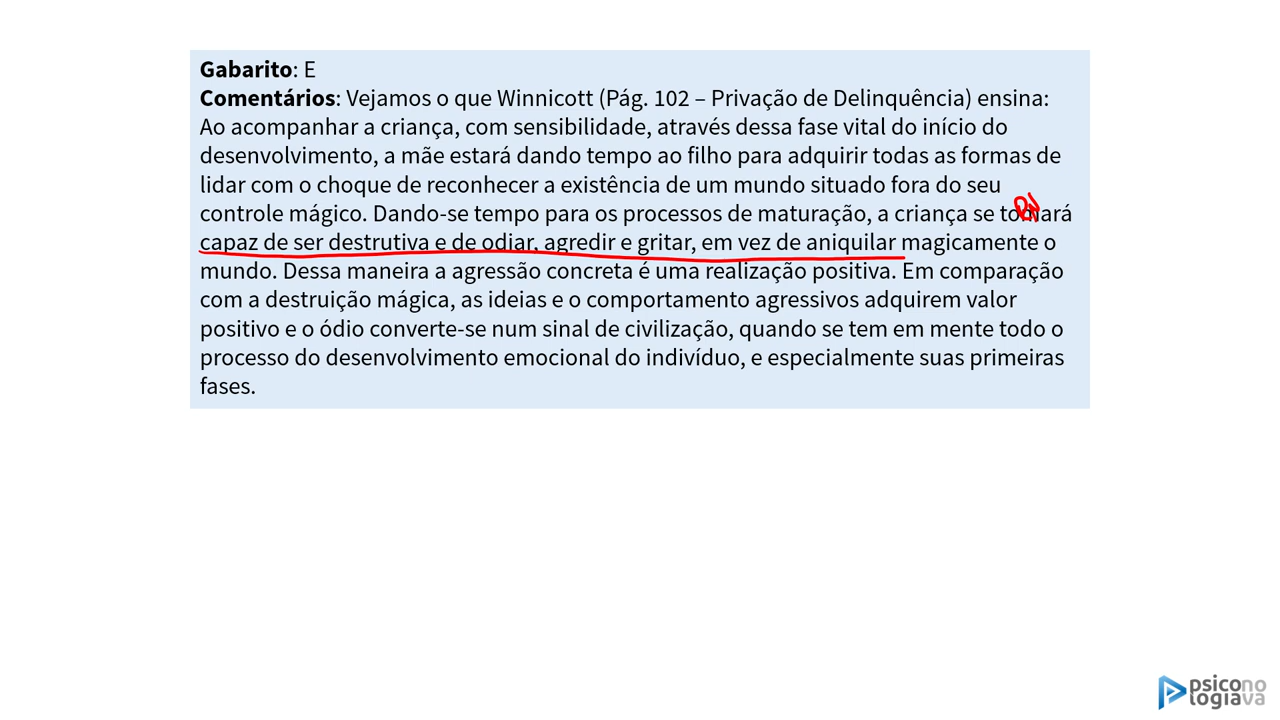 Gabarito: E
Comentários: Vejamos o que Winnicott (Pág. 102 – Privação de Delinquência) ensina:
Ao acompanhar a criança, com sensibilidade, através dessa fase vital do início do
desenvolvimento, a mãe estará dando tempo ao filho para adquirir todas as formas de
lidar com o choque de reconhecer a existência de um mundo situado fora do seu
controle mágico. Dando-se tempo para os processos de maturação, a criança se
capaz de ser destrutiva e de odiar, agredir e gritar, em vez de aniquilar magicamente o
mundo. Dessa maneira a agressão concreta é uma realização positiva. Em comparação
com a destruição mágica, as ideias e o comportamento agressivos adquirem valor
positivo e o ódio converte-se num sinal de civilização, quando se tem em mente todo o
processo do desenvolvimento emocional do indivíduo, e especialmente suas primeiras
fases.
psicono
logiava